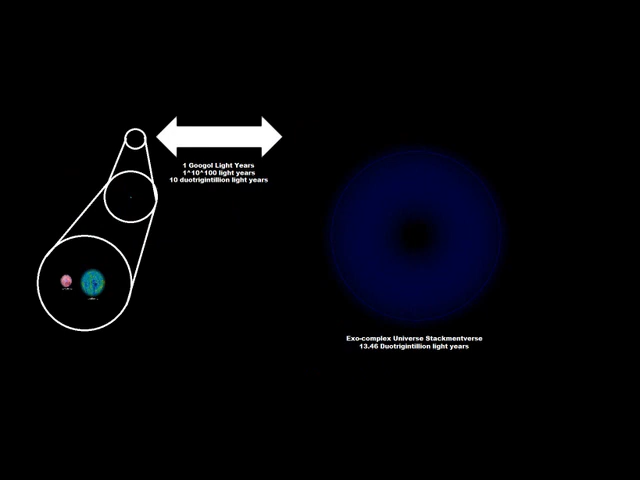 1 Googol Light Years
1^10^100 light years
10 duotrigintillion light years
Exo-complex Universe Stackmentverse
13.46 Duotrigintillion light years